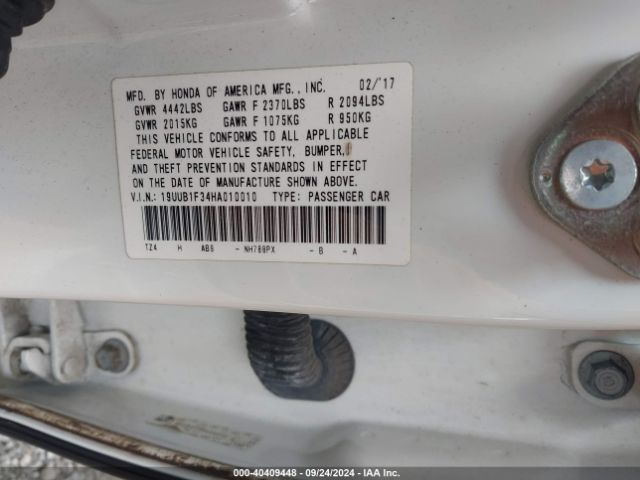 MFD. BY HONDA OF AMERICA MFG., INC. 02/'17
GVWR 4442LBS GAWR F 2370LBS R 2094LBS
GVWR 2015KG GAWR F 1075KG R 950KG
THIS VEHICLE CONFORMS TO ALL APPLICABLE
FEDERAL MOTOR VEHICLE SAFETY, BUMPER,
AND THEFT PREVENTION STANDARDS IN EFFECT
ON THE DATE OF MANUFACTURE SHOWN ABOVE.
V.I.N.: 19UUB1F34HA010010 TYPE: PASSENGER CAR
TZ4 H AB6 - NH788PX - B - A
000-40409448 - 09/24/2024 - IAA Inc.